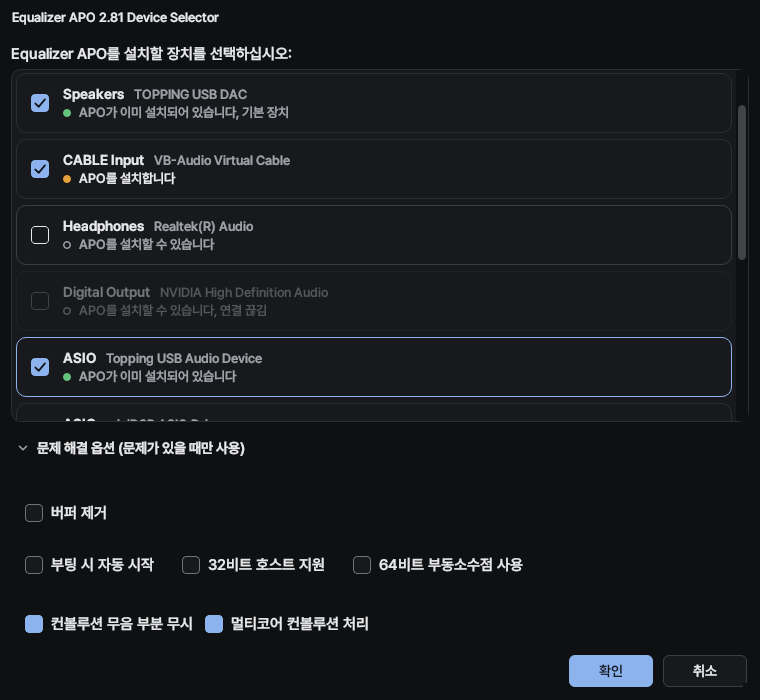 Equalizer APO 2.81 Device Selector
Equalizer APO를 설치할 장치를 선택하십시오:
Speakers TOPPING USB DAC
APO가 이미 설치되어 있습니다, 기본 장치
CABLE Input VB-Audio Virtual Cable
APO를 설치합니다
Headphones Realtek(R) Audio
APO를 설치할 수 있습니다
Digital Output NVIDIA High Definition Audio
APO를 설치할 수 있습니다, 연결 끊김
ASIO Topping USB Audio Device
APO가 이미 설치되어 있습니다
ASIO
문제 해결 옵션 (문제가 있을 때만 사용)
버퍼 제거
부팅 시 자동 시작 32비트 호스트 지원 64비트 부동소수점 사용
컨볼루션 무음 부분 무시 멀티코어 컨볼루션 처리
확인 취소